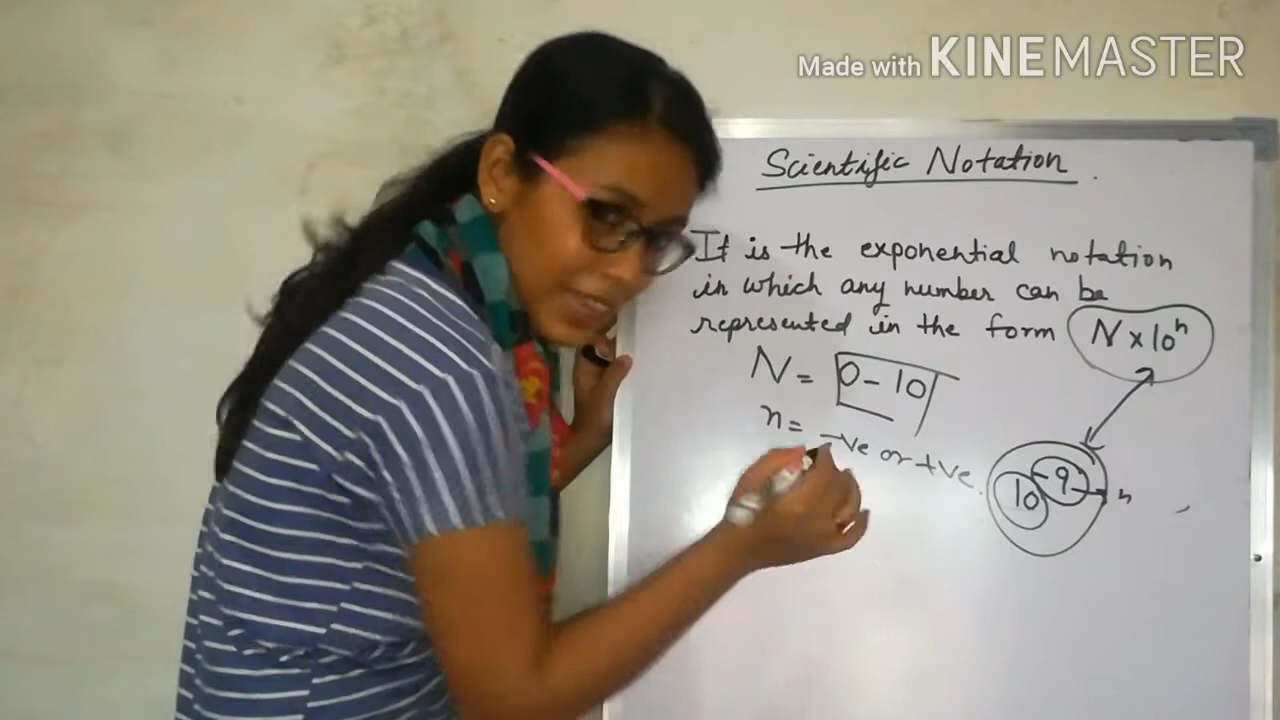 Made with KINEMASTER
Scientific Notation.
It is the exponential notation
in which any number can be
represented in the form N × 10ⁿ
N = 0 - 10
n = -ve or +ve.
10⁻⁹ n